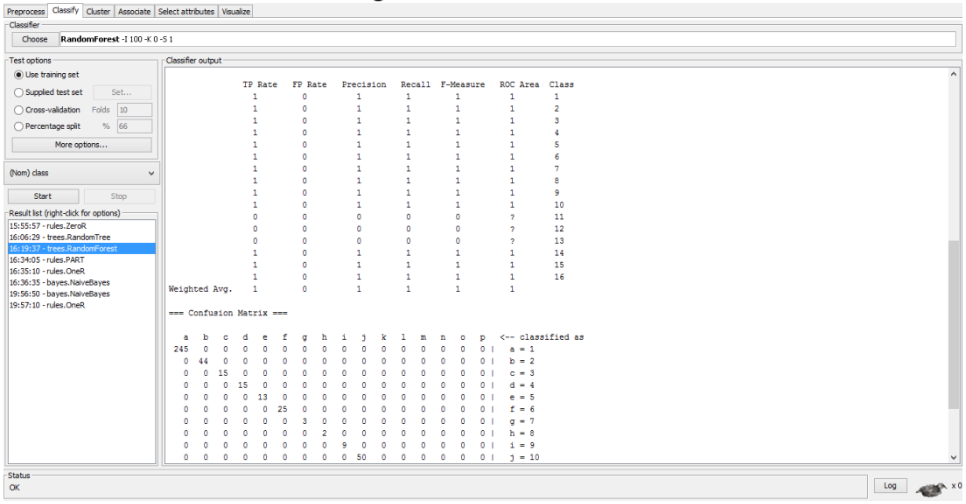 Preprocess Classify Cluster Associate Select attributes Visualize
Classifier
Choose RandomForest -I 100 -K 0 -S 1
Test options
Use training set
Supplied test set Set...
Cross-validation Folds 10
Percentage split % 66
More options...
(Nom) class
Start Stop
Result list (right-click for options)
15:55:57 - rules.ZeroR
16:06:29 - trees.RandomTree
16:19:37 - trees.RandomForest
16:34:05 - rules.PART
16:35:10 - rules.OneR
16:36:35 - bayes.NaiveBayes
19:56:50 - bayes.NaiveBayes
19:57:10 - rules.OneR
Classifier output
TP Rate FP Rate Precision Recall F-Measure ROC Area Class
1 0 1 1 1 1 1
1 0 1 1 1 1 2
1 0 1 1 1 1 3
1 0 1 1 1 1 4
1 0 1 1 1 1 5
1 0 1 1 1 1 6
1 0 1 1 1 1 7
1 0 1 1 1 1 8
1 0 1 1 1 1 9
1 0 1 1 1 1 10
0 0 0 0 0 ? 11
0 0 0 0 0 ? 12
0 0 0 0 0 ? 13
1 0 1 1 1 1 14
1 0 1 1 1 1 15
1 0 1 1 1 1 16
Weighted Avg. 1 0 1 1 1 1
=== Confusion Matrix ===
a b c d e f g h i j k l m n o p <-- classified as
245 0 0 0 0 0 0 0 0 0 0 0 0 0 0 0 | a = 1
0 44 0 0 0 0 0 0 0 0 0 0 0 0 0 0 | b = 2
0 0 15 0 0 0 0 0 0 0 0 0 0 0 0 0 | c = 3
0 0 0 15 0 0 0 0 0 0 0 0 0 0 0 0 | d = 4
0 0 0 0 13 0 0 0 0 0 0 0 0 0 0 0 | e = 5
0 0 0 0 0 25 0 0 0 0 0 0 0 0 0 0 | f = 6
0 0 0 0 0 0 3 0 0 0 0 0 0 0 0 0 | g = 7
0 0 0 0 0 0 0 2 0 0 0 0 0 0 0 0 | h = 8
0 0 0 0 0 0 0 0 9 0 0 0 0 0 0 0 | i = 9
0 0 0 0 0 0 0 0 0 50 0 0 0 0 0 0 | j = 10
Status
OK
Log x 0